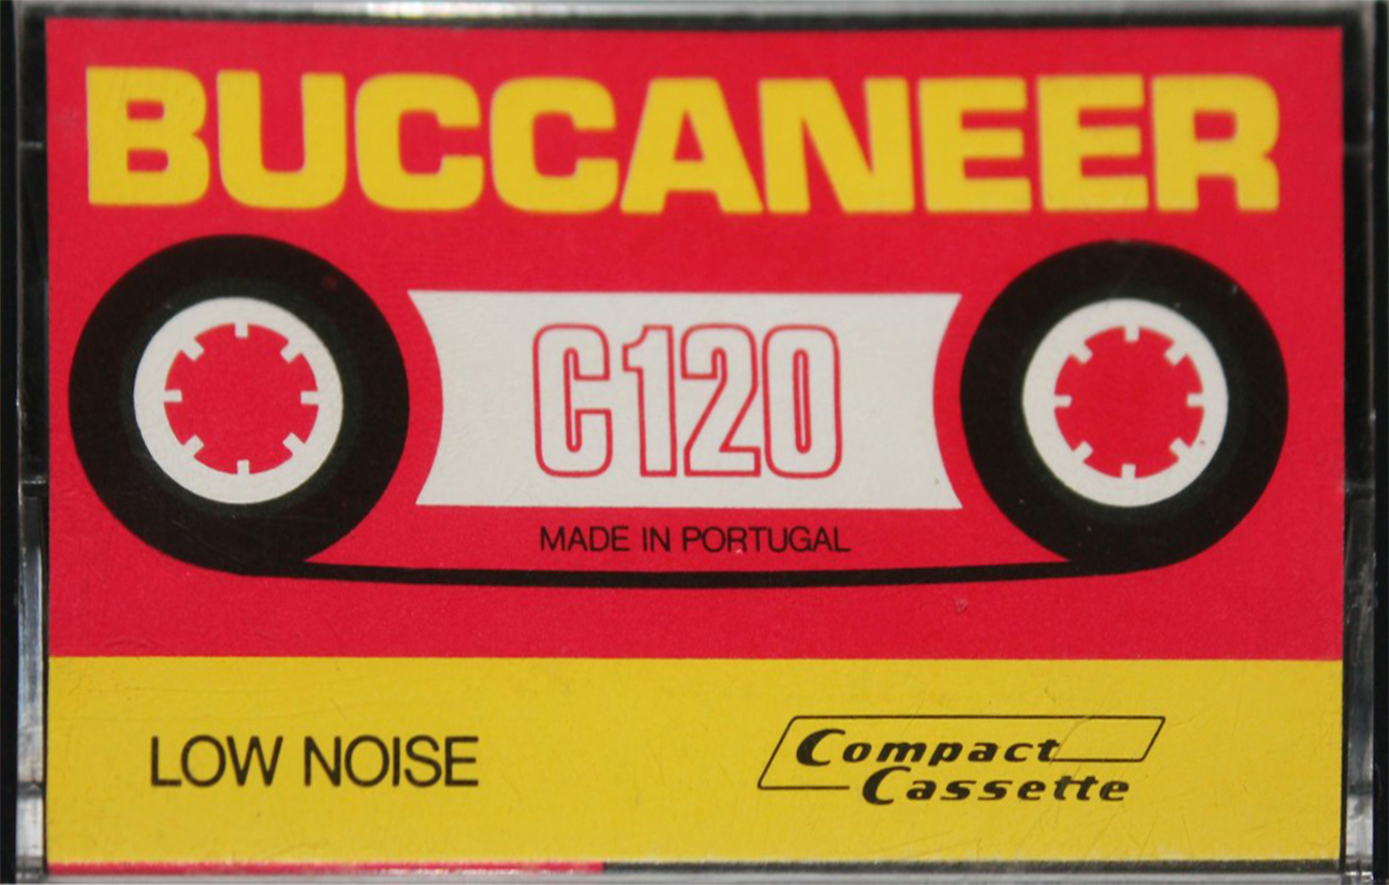 BUCCANEER
C120
MADE IN PORTUGAL
LOW NOISE
Compact
Cassette